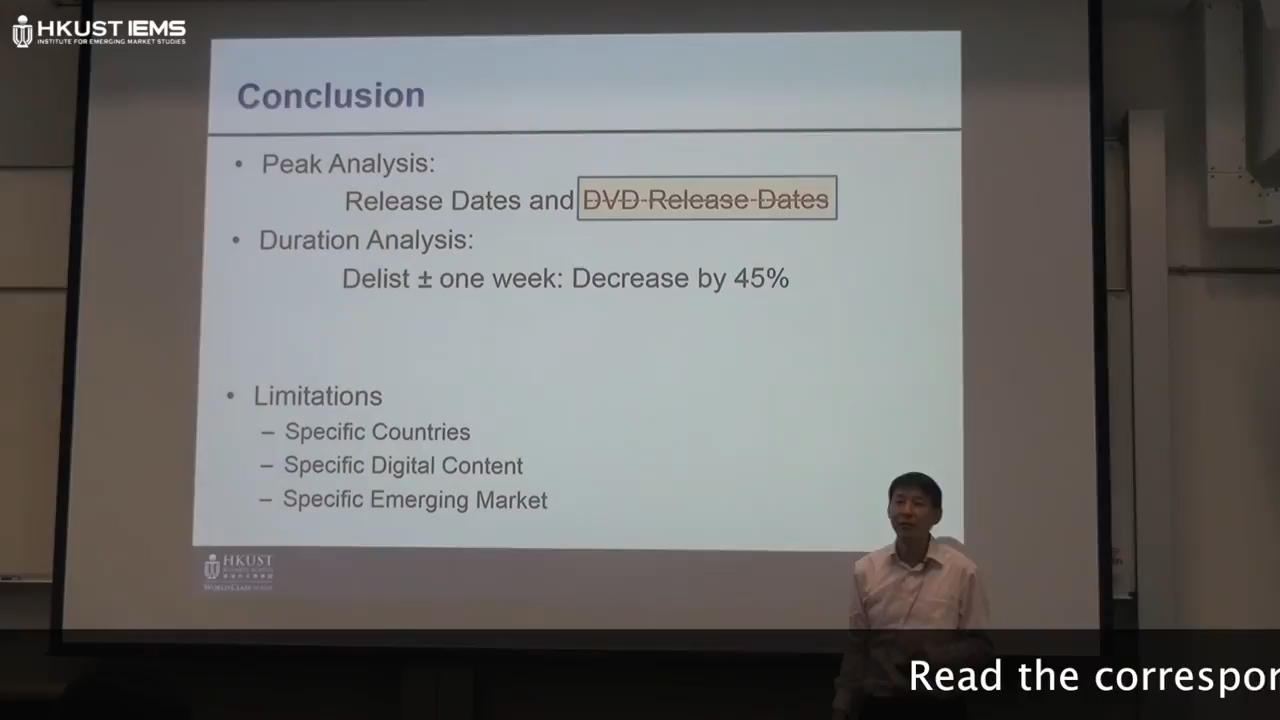 HKUST IEMS
INSTITUTE FOR EMERGING MARKET STUDIES
Conclusion
• Peak Analysis:
Release Dates and DVD Release Dates
• Duration Analysis:
Delist ± one week: Decrease by 45%
• Limitations
– Specific Countries
– Specific Digital Content
– Specific Emerging Market
HKUST
Read the correspor